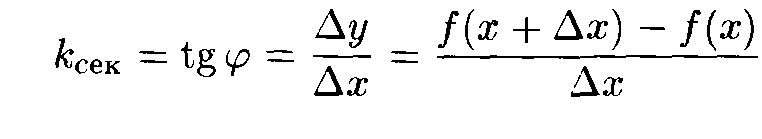 k_сек = tg φ = Δy/Δx = (f(x + Δx) − f(x))/Δx